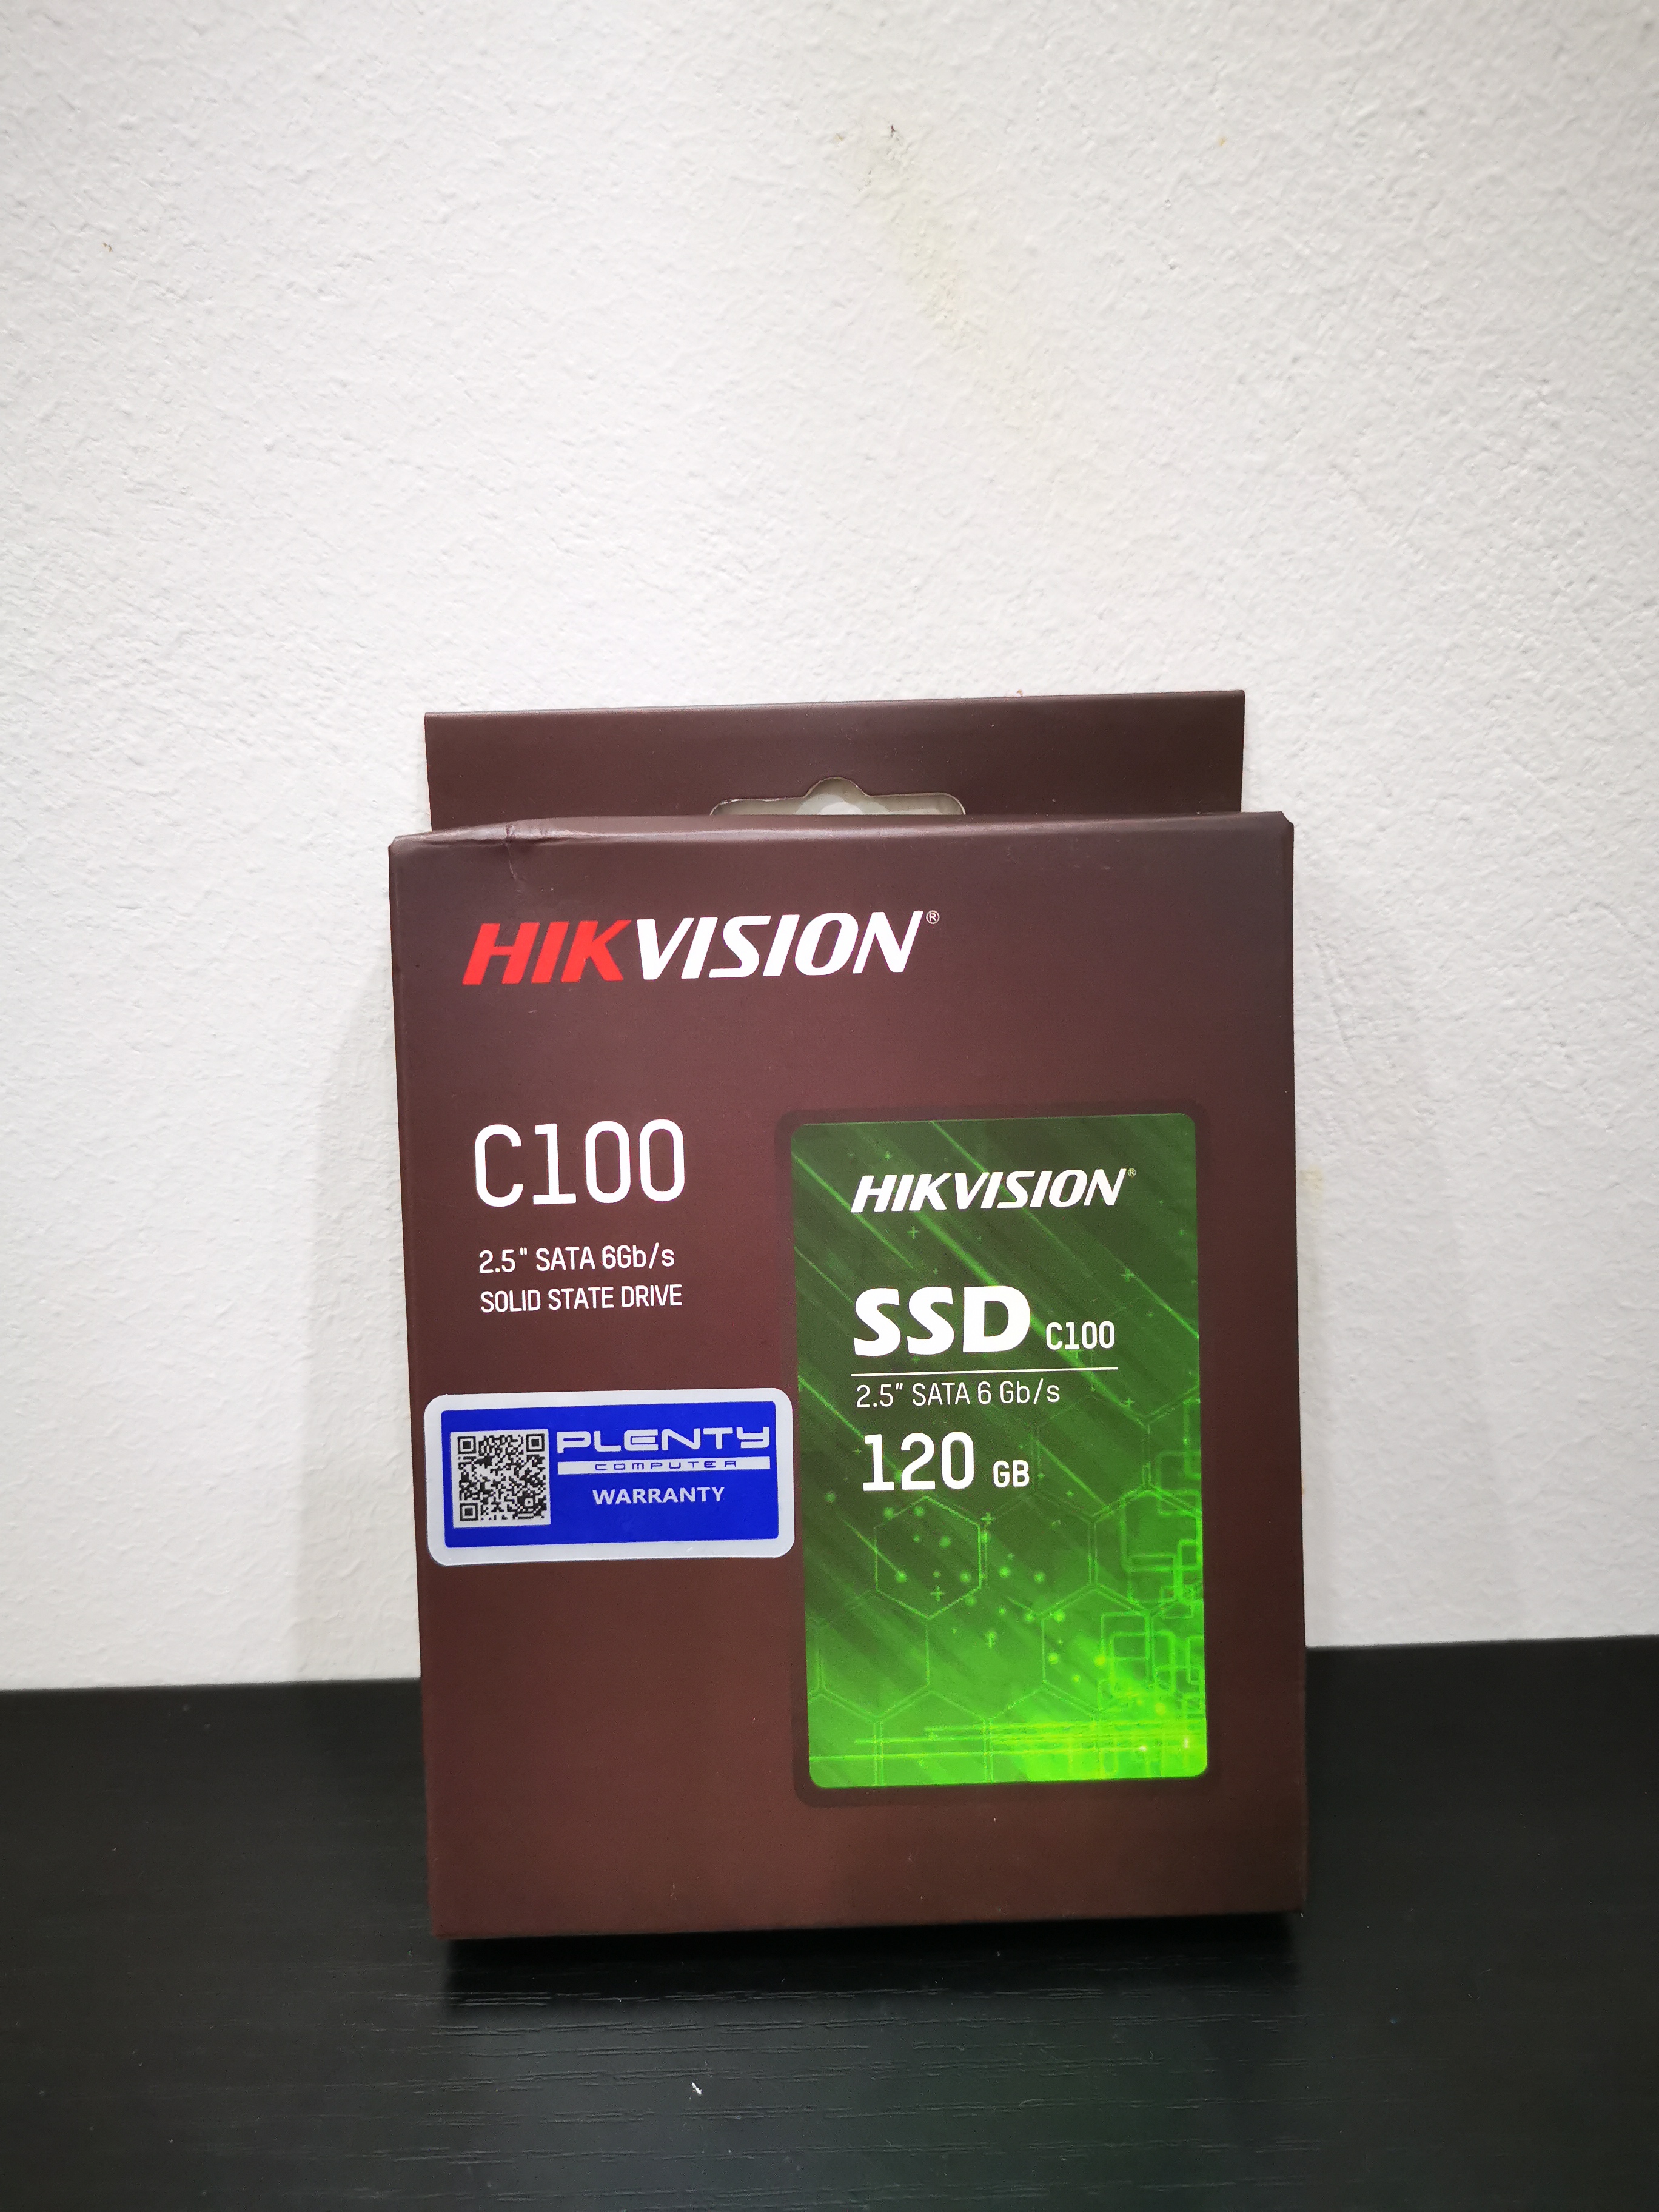 HIKVISION®
C100
2.5" SATA 6Gb/s
SOLID STATE DRIVE
PLENTY
COMPUTER
WARRANTY
HIKVISION®
SSD C100
2.5" SATA 6 Gb/s
120 GB